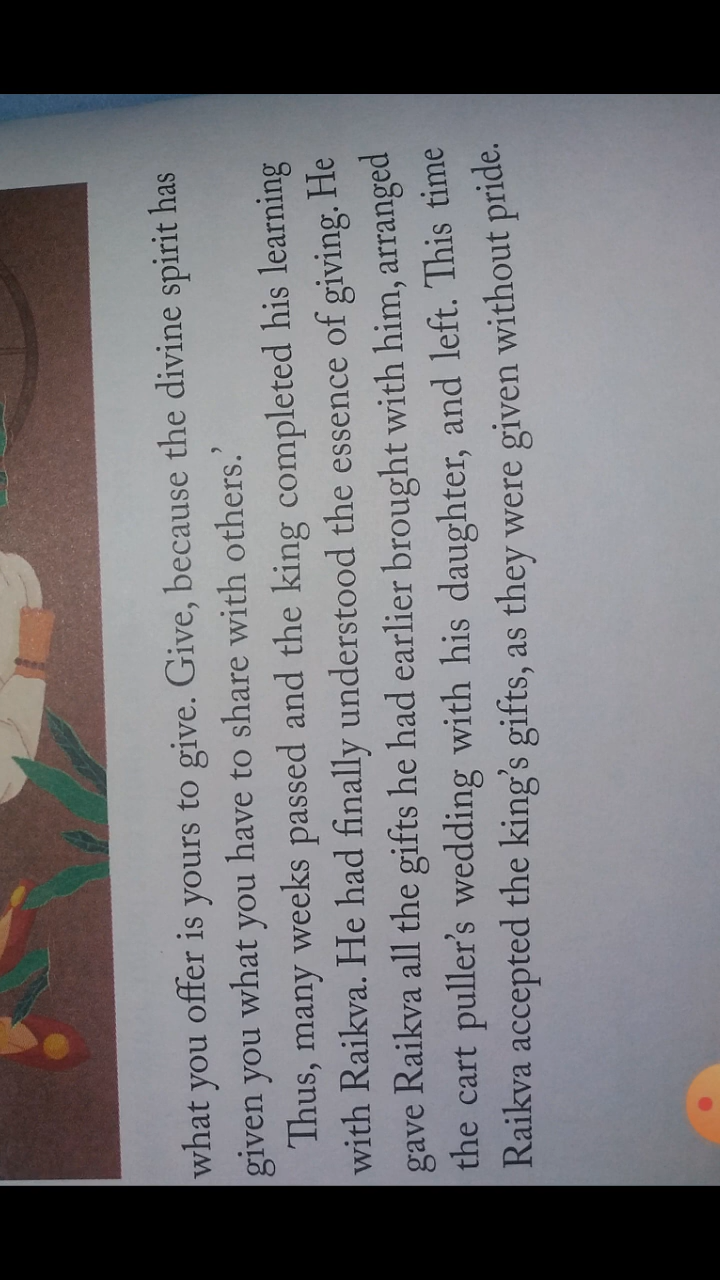 what you offer is yours to give. Give, because the divine spirit has
given you what you have to share with others.’
Thus, many weeks passed and the king completed his learning
with Raikva. He had finally understood the essence of giving. He
gave Raikva all the gifts he had earlier brought with him, arranged
the cart puller’s wedding with his daughter, and left. This time
Raikva accepted the king’s gifts, as they were given without pride.